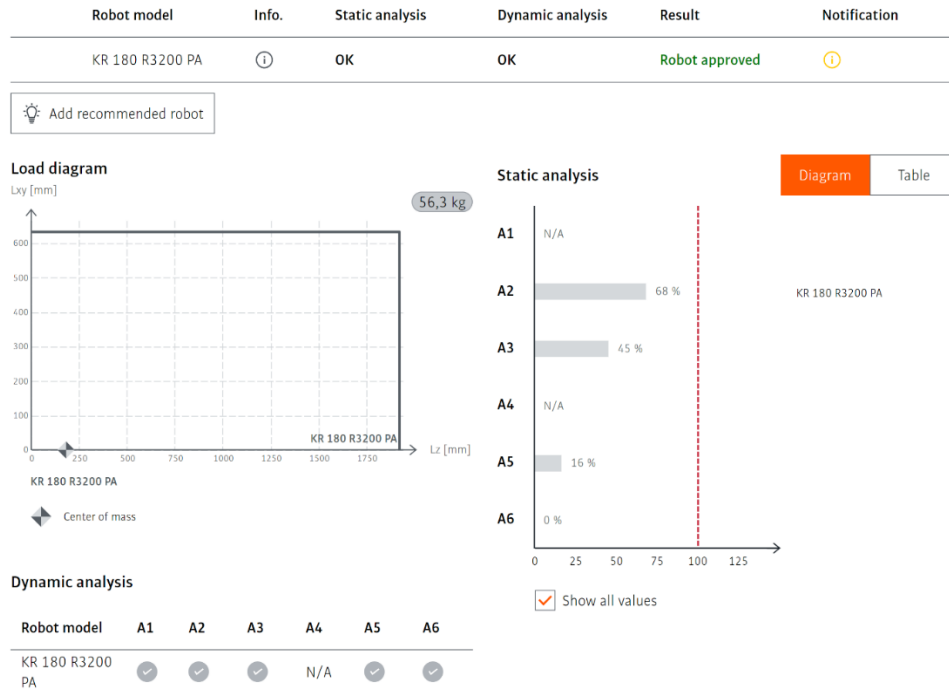 Robot model Info. Static analysis Dynamic analysis Result Notification
KR 180 R3200 PA OK OK Robot approved
Add recommended robot
Load diagram
Lxy [mm]
56,3 kg
600
500
400
300
200
100
0
0 250 500 750 1000 1250 1500 1750
KR 180 R3200 PA
Lz [mm]
KR 180 R3200 PA
Center of mass
Static analysis
Diagram Table
A1 N/A
A2 68 %
KR 180 R3200 PA
A3 45 %
A4 N/A
A5 16 %
A6 0 %
0 25 50 75 100 125
Show all values
Dynamic analysis
Robot model A1 A2 A3 A4 A5 A6
KR 180 R3200
PA
N/A